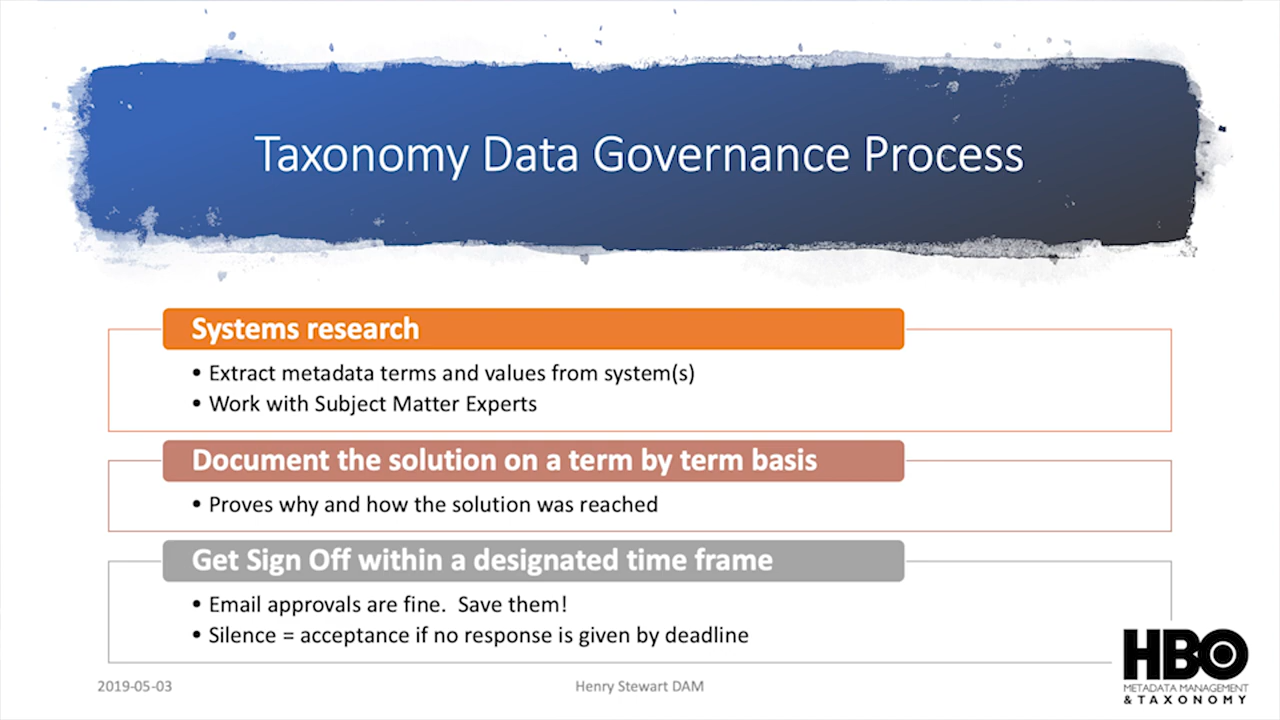 Taxonomy Data Governance Process
Systems research
• Extract metadata terms and values from system(s)
• Work with Subject Matter Experts
Document the solution on a term by term basis
• Proves why and how the solution was reached
Get Sign Off within a designated time frame
• Email approvals are fine.  Save them!
• Silence = acceptance if no response is given by deadline
2019-05-03
Henry Stewart DAM
HBO
METADATA MANAGEMENT
& TAXONOMY